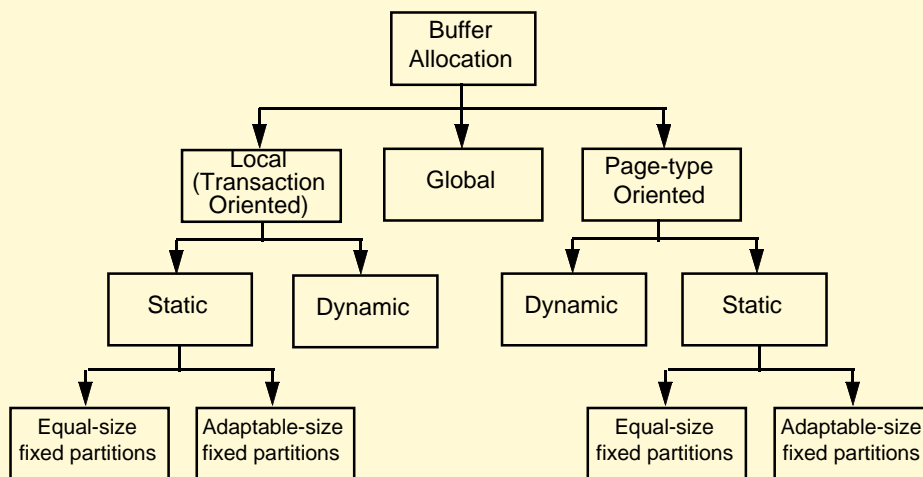 Buffer
Allocation
Local
(Transaction
Oriented)
Global
Page-type
Oriented
Static
Dynamic
Dynamic
Static
Equal-size
fixed partitions
Adaptable-size
fixed partitions
Equal-size
fixed partitions
Adaptable-size
fixed partitions